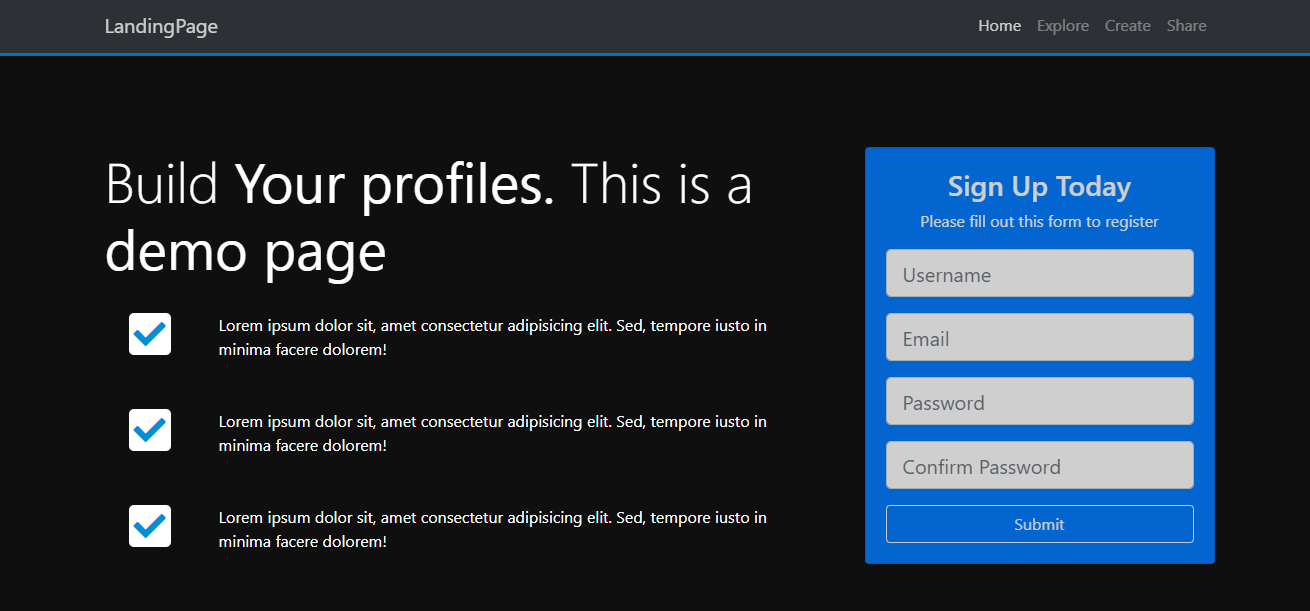 LandingPage
Home Explore Create Share
Build Your profiles. This is a
demo page
Lorem ipsum dolor sit, amet consectetur adipisicing elit. Sed, tempore iusto in
minima facere dolorem!
Lorem ipsum dolor sit, amet consectetur adipisicing elit. Sed, tempore iusto in
minima facere dolorem!
Lorem ipsum dolor sit, amet consectetur adipisicing elit. Sed, tempore iusto in
minima facere dolorem!
Sign Up Today
Please fill out this form to register
Username
Email
Password
Confirm Password
Submit